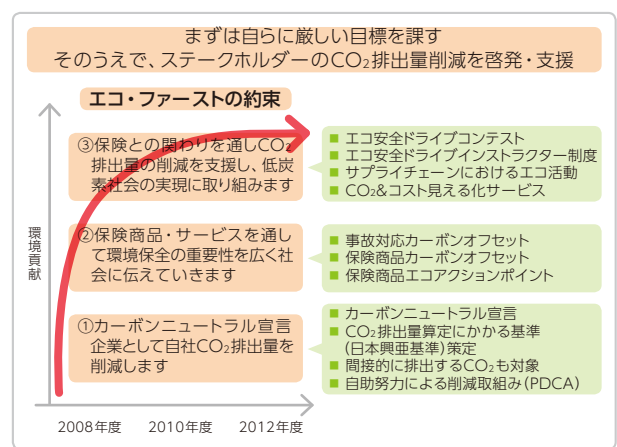 まずは自らに厳しい目標を課す
そのうえで、ステークホルダーのCO₂排出量削減を啓発・支援
エコ・ファーストの約束
③保険との関わりを通しCO₂
排出量の削減を支援し、低炭
素社会の実現に取り組みます
■ エコ安全ドライブコンテスト
■ エコ安全ドライブインストラクター制度
■ サプライチェーンにおけるエコ活動
■ CO₂&コスト見える化サービス
環境貢献
②保険商品・サービスを通し
て環境保全の重要性を広く社
会に伝えていきます
■ 事故対応カーボンオフセット
■ 保険商品カーボンオフセット
■ 保険商品エコアクションポイント
①カーボンニュートラル宣言
企業として自社CO₂排出量を
削減します
■ カーボンニュートラル宣言
■ CO₂排出量算定にかかる基準
(日本興亜基準)策定
■ 間接的に排出するCO₂も対象
■ 自助努力による削減取組み(PDCA)
2008年度 2010年度 2012年度